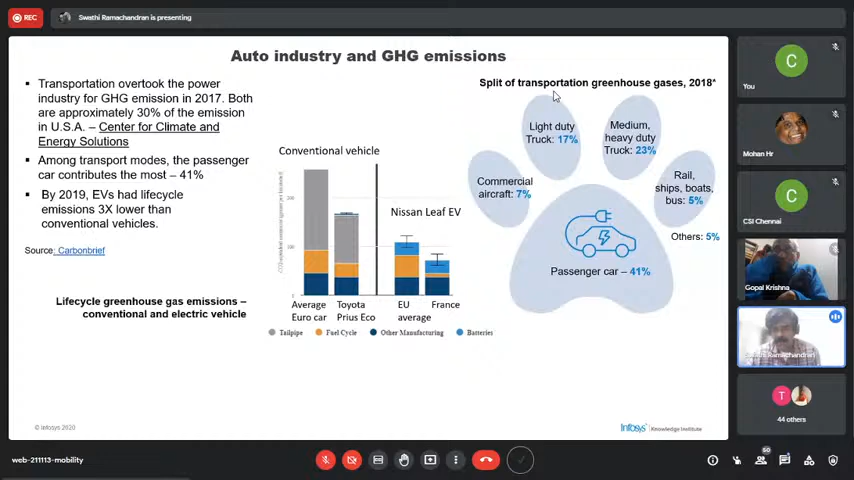 REC
Swathi Ramachandran is presenting
Auto industry and GHG emissions
▪ Transportation overtook the power
industry for GHG emission in 2017. Both
are approximately 30% of the emission
in U.S.A. – Center for Climate and
Energy Solutions
▪ Among transport modes, the passenger
car contributes the most – 41%
▪ By 2019, EVs had lifecycle
emissions 3X lower than
conventional vehicles.
Source: Carbonbrief
Lifecycle greenhouse gas emissions –
conventional and electric vehicle
Conventional vehicle
Nissan Leaf EV
Average
Euro car
Toyota
Prius Eco
EU
average
France
Tailpipe
Fuel Cycle
Other Manufacturing
Batteries
Split of transportation greenhouse gases, 2018*
Light duty
Truck: 17%
Medium,
heavy duty
Truck: 23%
Commercial
aircraft: 7%
Rail,
ships, boats,
bus: 5%
Others: 5%
Passenger car – 41%
© Infosys 2020
Infosys | Knowledge Institute
C
You
Mohan Hr
C
CSI Chennai
Gopal Krishna
Swathi Ramachandran
T
44 others
web-211113-mobility
50